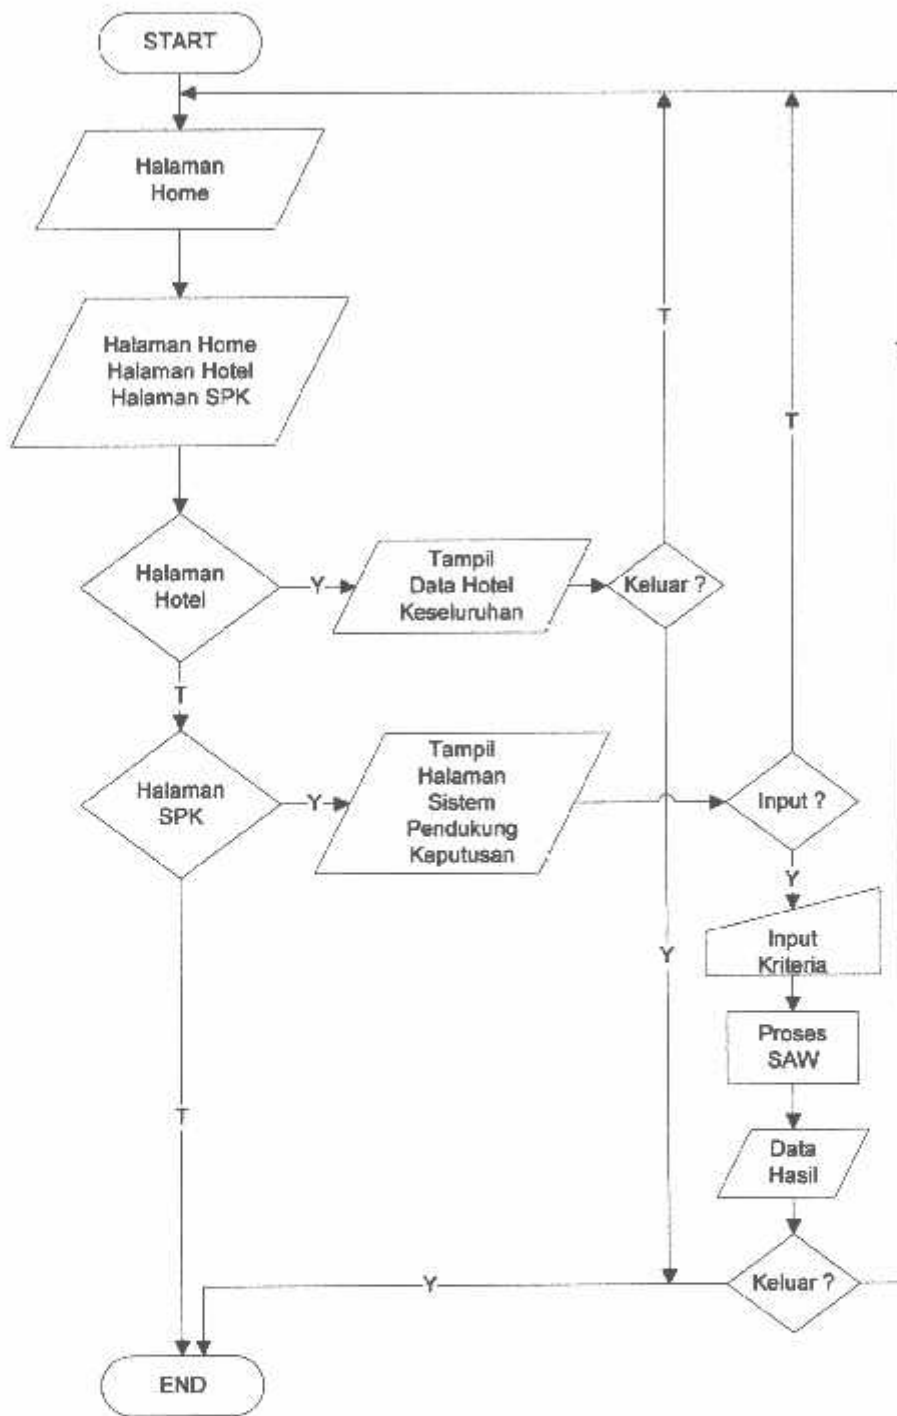 START
Halaman
Home
Halaman Home
Halaman Hotel
Halaman SPK
T
T
Halaman
Hotel
Y
Tampil
Data Hotel
Keseluruhan
Keluar ?
T
Halaman
SPK
Y
Tampil
Halaman
Sistem
Pendukung
Keputusan
Input ?
Y
Input
Kriteria
Y
Proses
SAW
T
Data
Hasil
Keluar ?
Y
END